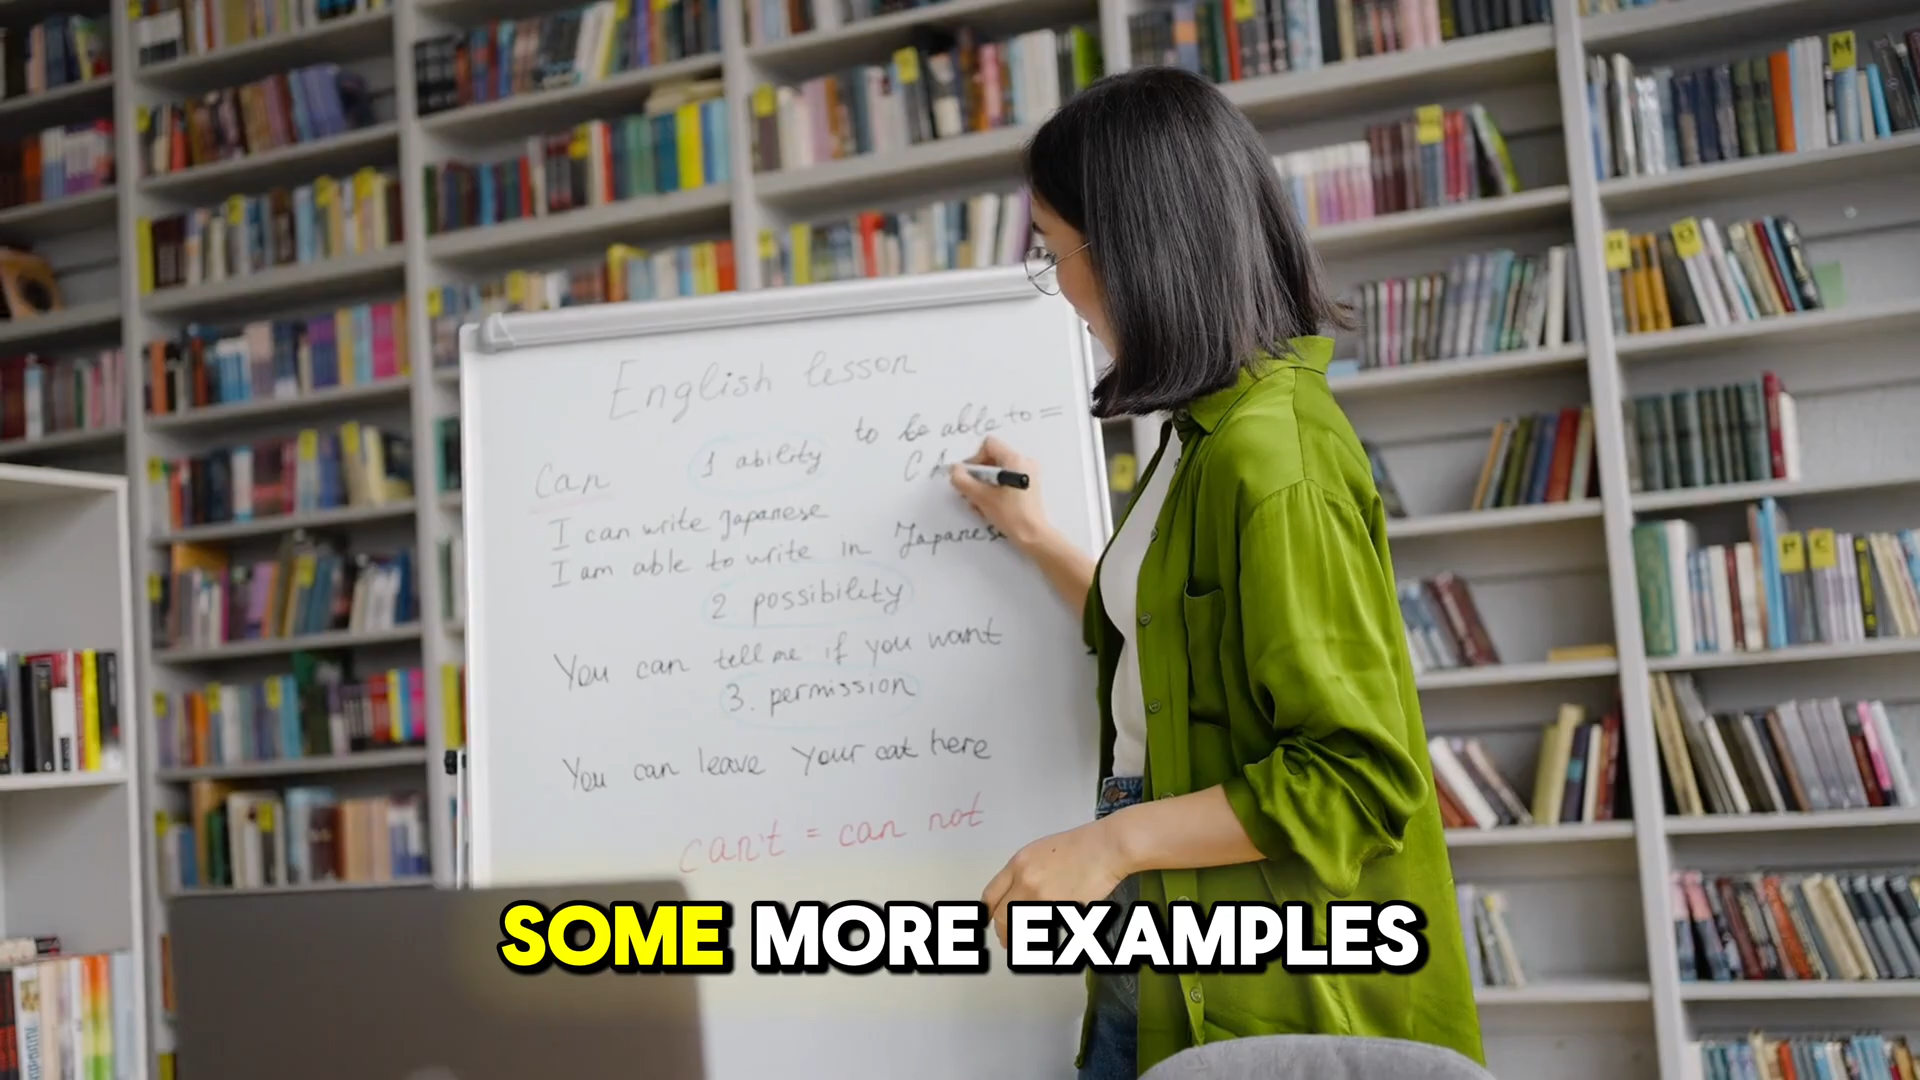 English lesson
to be able to =
Can 1 ability CA
I can write Japanese
I am able to write in Japanese
2 possibility
You can tell me if you want
3. permission
You can leave your cat here
can't = can not
SOME MORE EXAMPLES